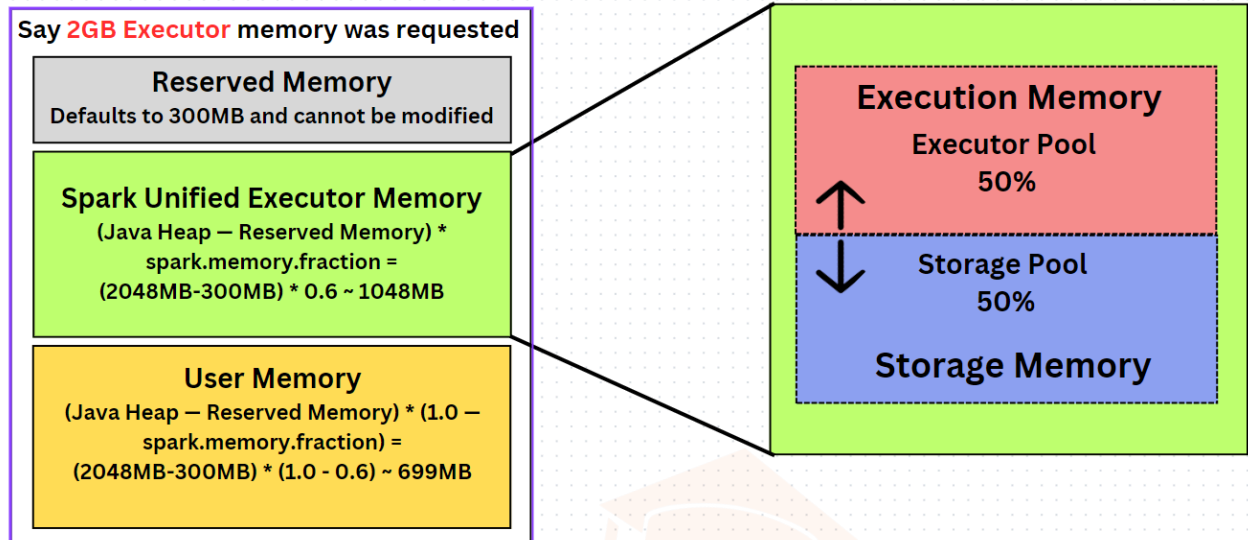 Say 2GB Executor memory was requested
Reserved Memory
Defaults to 300MB and cannot be modified
Spark Unified Executor Memory
(Java Heap — Reserved Memory) *
spark.memory.fraction =
(2048MB-300MB) * 0.6 ~ 1048MB
User Memory
(Java Heap — Reserved Memory) * (1.0 —
spark.memory.fraction) =
(2048MB-300MB) * (1.0 - 0.6) ~ 699MB
Execution Memory
Executor Pool
50%
Storage Pool
50%
Storage Memory